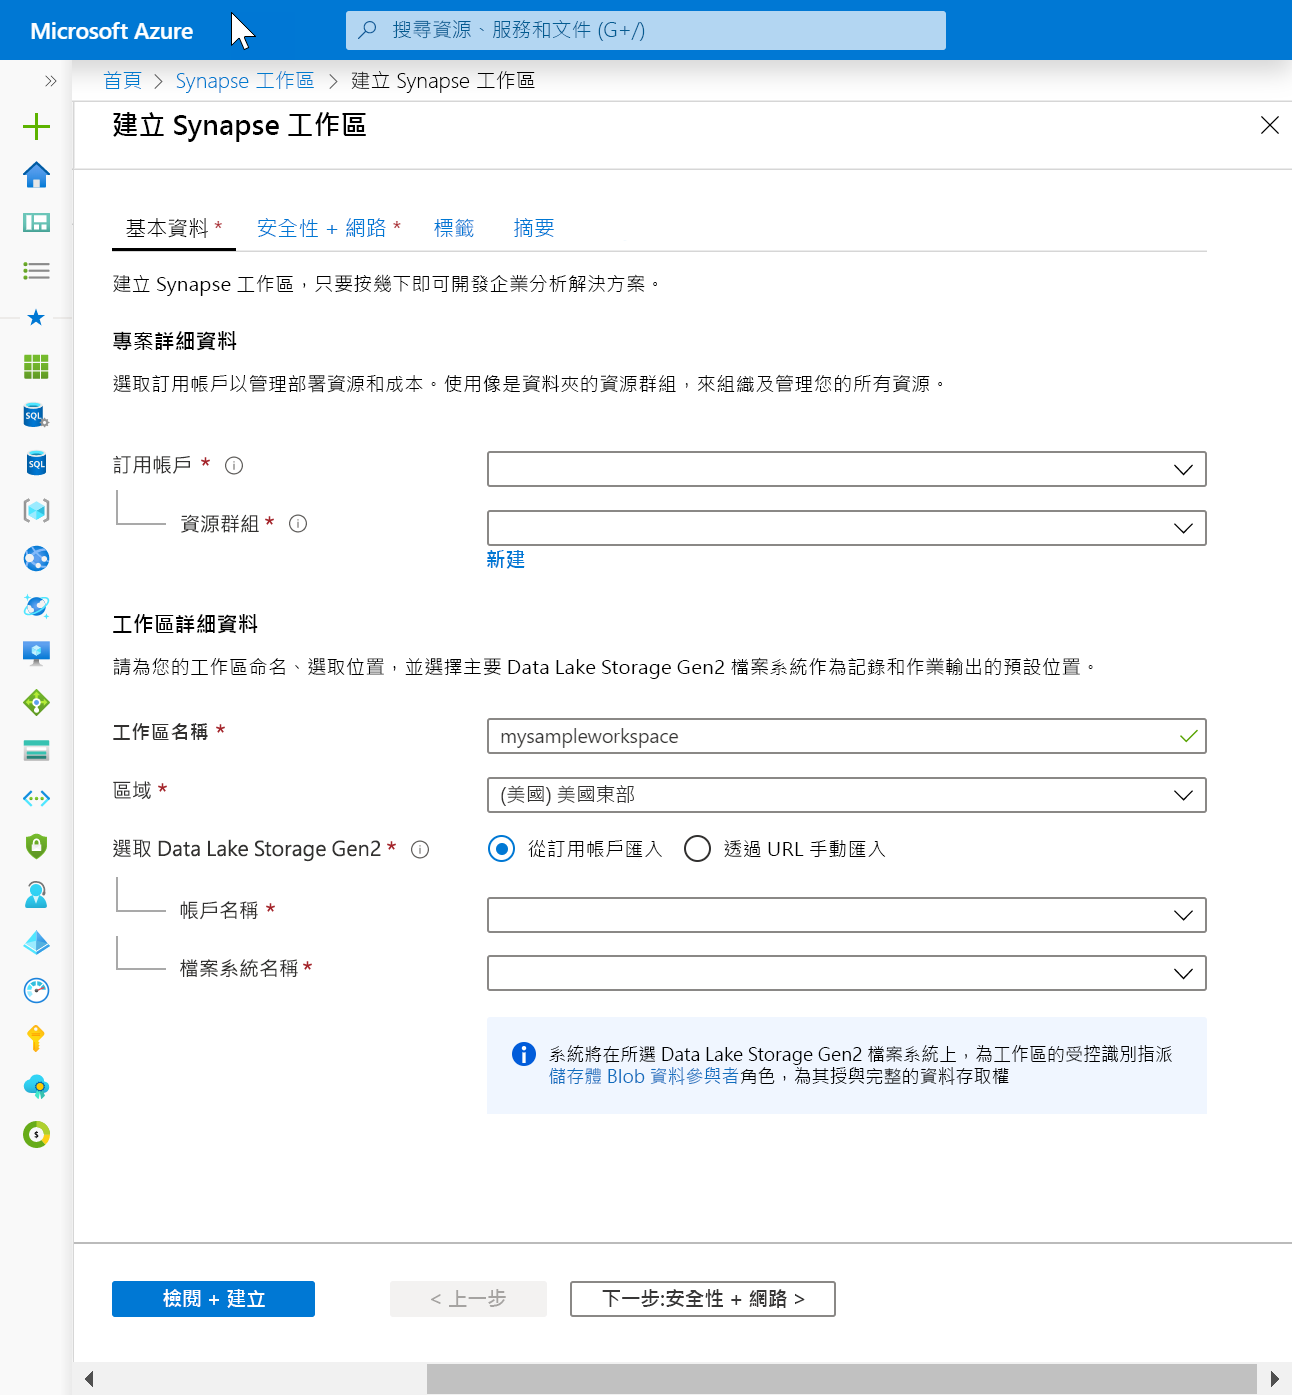 Microsoft Azure
搜尋資源、服務和文件 (G+/)
首頁 > Synapse 工作區 > 建立 Synapse 工作區
建立 Synapse 工作區
基本資料 * 安全性 + 網路 * 標籤 摘要
建立 Synapse 工作區，只要按幾下即可開發企業分析解決方案。
專案詳細資料
選取訂用帳戶以管理部署資源和成本。使用像是資料夾的資源群組，來組織及管理您的所有資源。
訂用帳戶 *
資源群組 *
新建
工作區詳細資料
請為您的工作區命名、選取位置，並選擇主要 Data Lake Storage Gen2 檔案系統作為記錄和作業輸出的預設位置。
工作區名稱 * mysampleworkspace
區域 * (美國) 美國東部
選取 Data Lake Storage Gen2 * 從訂用帳戶匯入 透過 URL 手動匯入
帳戶名稱 *
檔案系統名稱 *
系統將在所選 Data Lake Storage Gen2 檔案系統上，為工作區的受控識別指派
儲存體 Blob 資料參與者角色，為其授與完整的資料存取權
檢閱 + 建立 < 上一步 下一步:安全性 + 網路 >